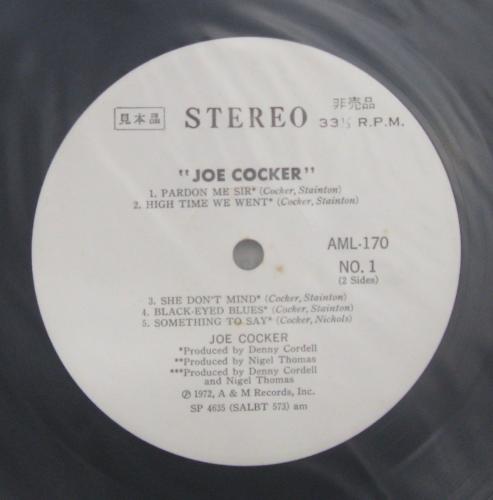 見本品 STEREO 非売品
33⅓ R.P.M.
"JOE COCKER"
1. PARDON ME SIR* (Cocker, Stainton)
2. HIGH TIME WE WENT* (Cocker, Stainton)
AML-170
NO. 1
(2 Sides)
3. SHE DON'T MIND* (Cocker, Stainton)
4. BLACK-EYED BLUES* (Cocker, Stainton)
5. SOMETHING TO SAY* (Cocker, Nichols)
JOE COCKER
*Produced by Denny Cordell
**Produced by Nigel Thomas
***Produced by Denny Cordell
and Nigel Thomas
Ⓟ 1972, A & M Records, Inc.
SP 4635 (SALBT 573) am